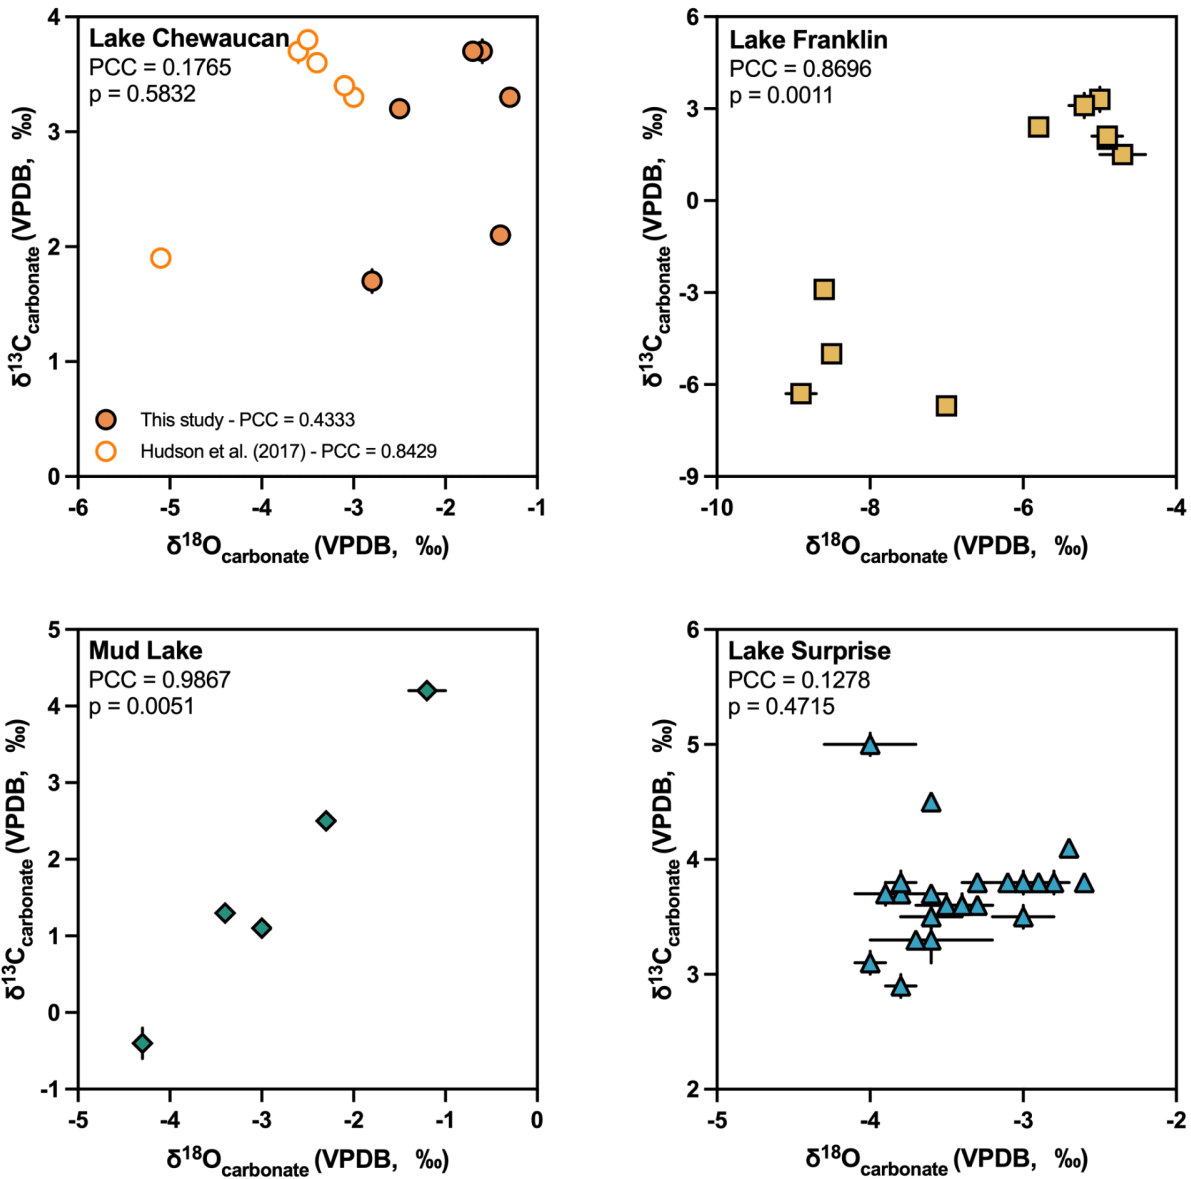 Lake Chewaucan
PCC = 0.1765
p = 0.5832
4
3
2
1
0
δ13Ccarbonate (VPDB, ‰)
This study - PCC = 0.4333
Hudson et al. (2017) - PCC = 0.8429
-6 -5 -4 -3 -2 -1
δ18Ocarbonate (VPDB, ‰)
Lake Franklin
PCC = 0.8696
p = 0.0011
6
3
0
-3
-6
-9
δ13Ccarbonate (VPDB, ‰)
-10 -8 -6 -4
δ18Ocarbonate (VPDB, ‰)
Mud Lake
PCC = 0.9867
p = 0.0051
5
4
3
2
1
0
-1
δ13Ccarbonate (VPDB, ‰)
-5 -4 -3 -2 -1 0
δ18Ocarbonate (VPDB, ‰)
Lake Surprise
PCC = 0.1278
p = 0.4715
6
5
4
3
2
δ13Ccarbonate (VPDB, ‰)
-5 -4 -3 -2
δ18Ocarbonate (VPDB, ‰)